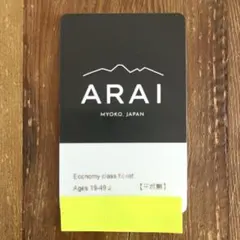 ARAI
MYOKO, JAPAN
Economy class ticket
Ages 19-49